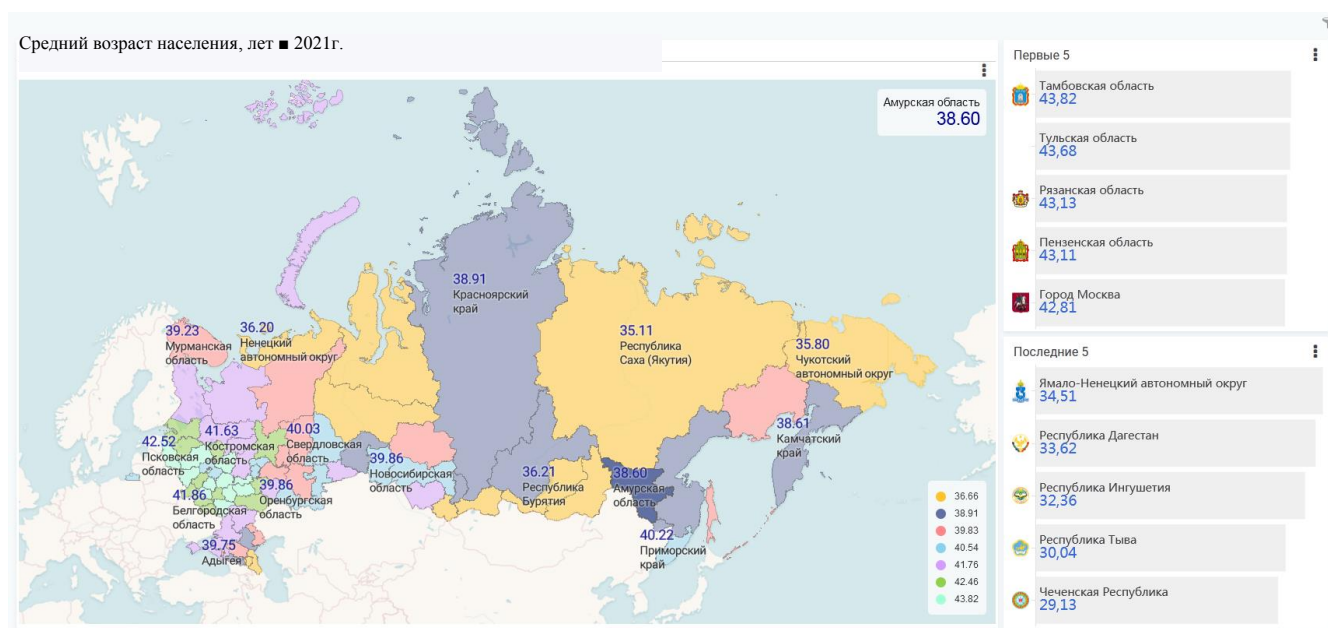 Средний возраст населения, лет ■ 2021г.
Амурская область
38.60
38.91
Красноярский
край
39.23
Мурманская
область
36.20
Ненецкий
автономный округ
35.11
Республика
Саха (Якутия)
35.80
Чукотский
автономный округ
42.52
Псковская
область
41.63
Костромская
область
40.03
Свердловская
область
39.86
Новосибирская
область
41.86
Белгородская
область
39.86
Оренбургская
область
39.75
Адыгея
36.21
Республика
Бурятия
38.60
Амурская
область
38.61
Камчатский
край
40.22
Приморский
край
36.66
38.91
39.83
40.54
41.76
42.46
43.82
Первые 5
Тамбовская область
43,82
Тульская область
43,68
Рязанская область
43,13
Пензенская область
43,11
Город Москва
42,81
Последние 5
Ямало-Ненецкий автономный округ
34,51
Республика Дагестан
33,62
Республика Ингушетия
32,36
Республика Тыва
30,04
Чеченская Республика
29,13